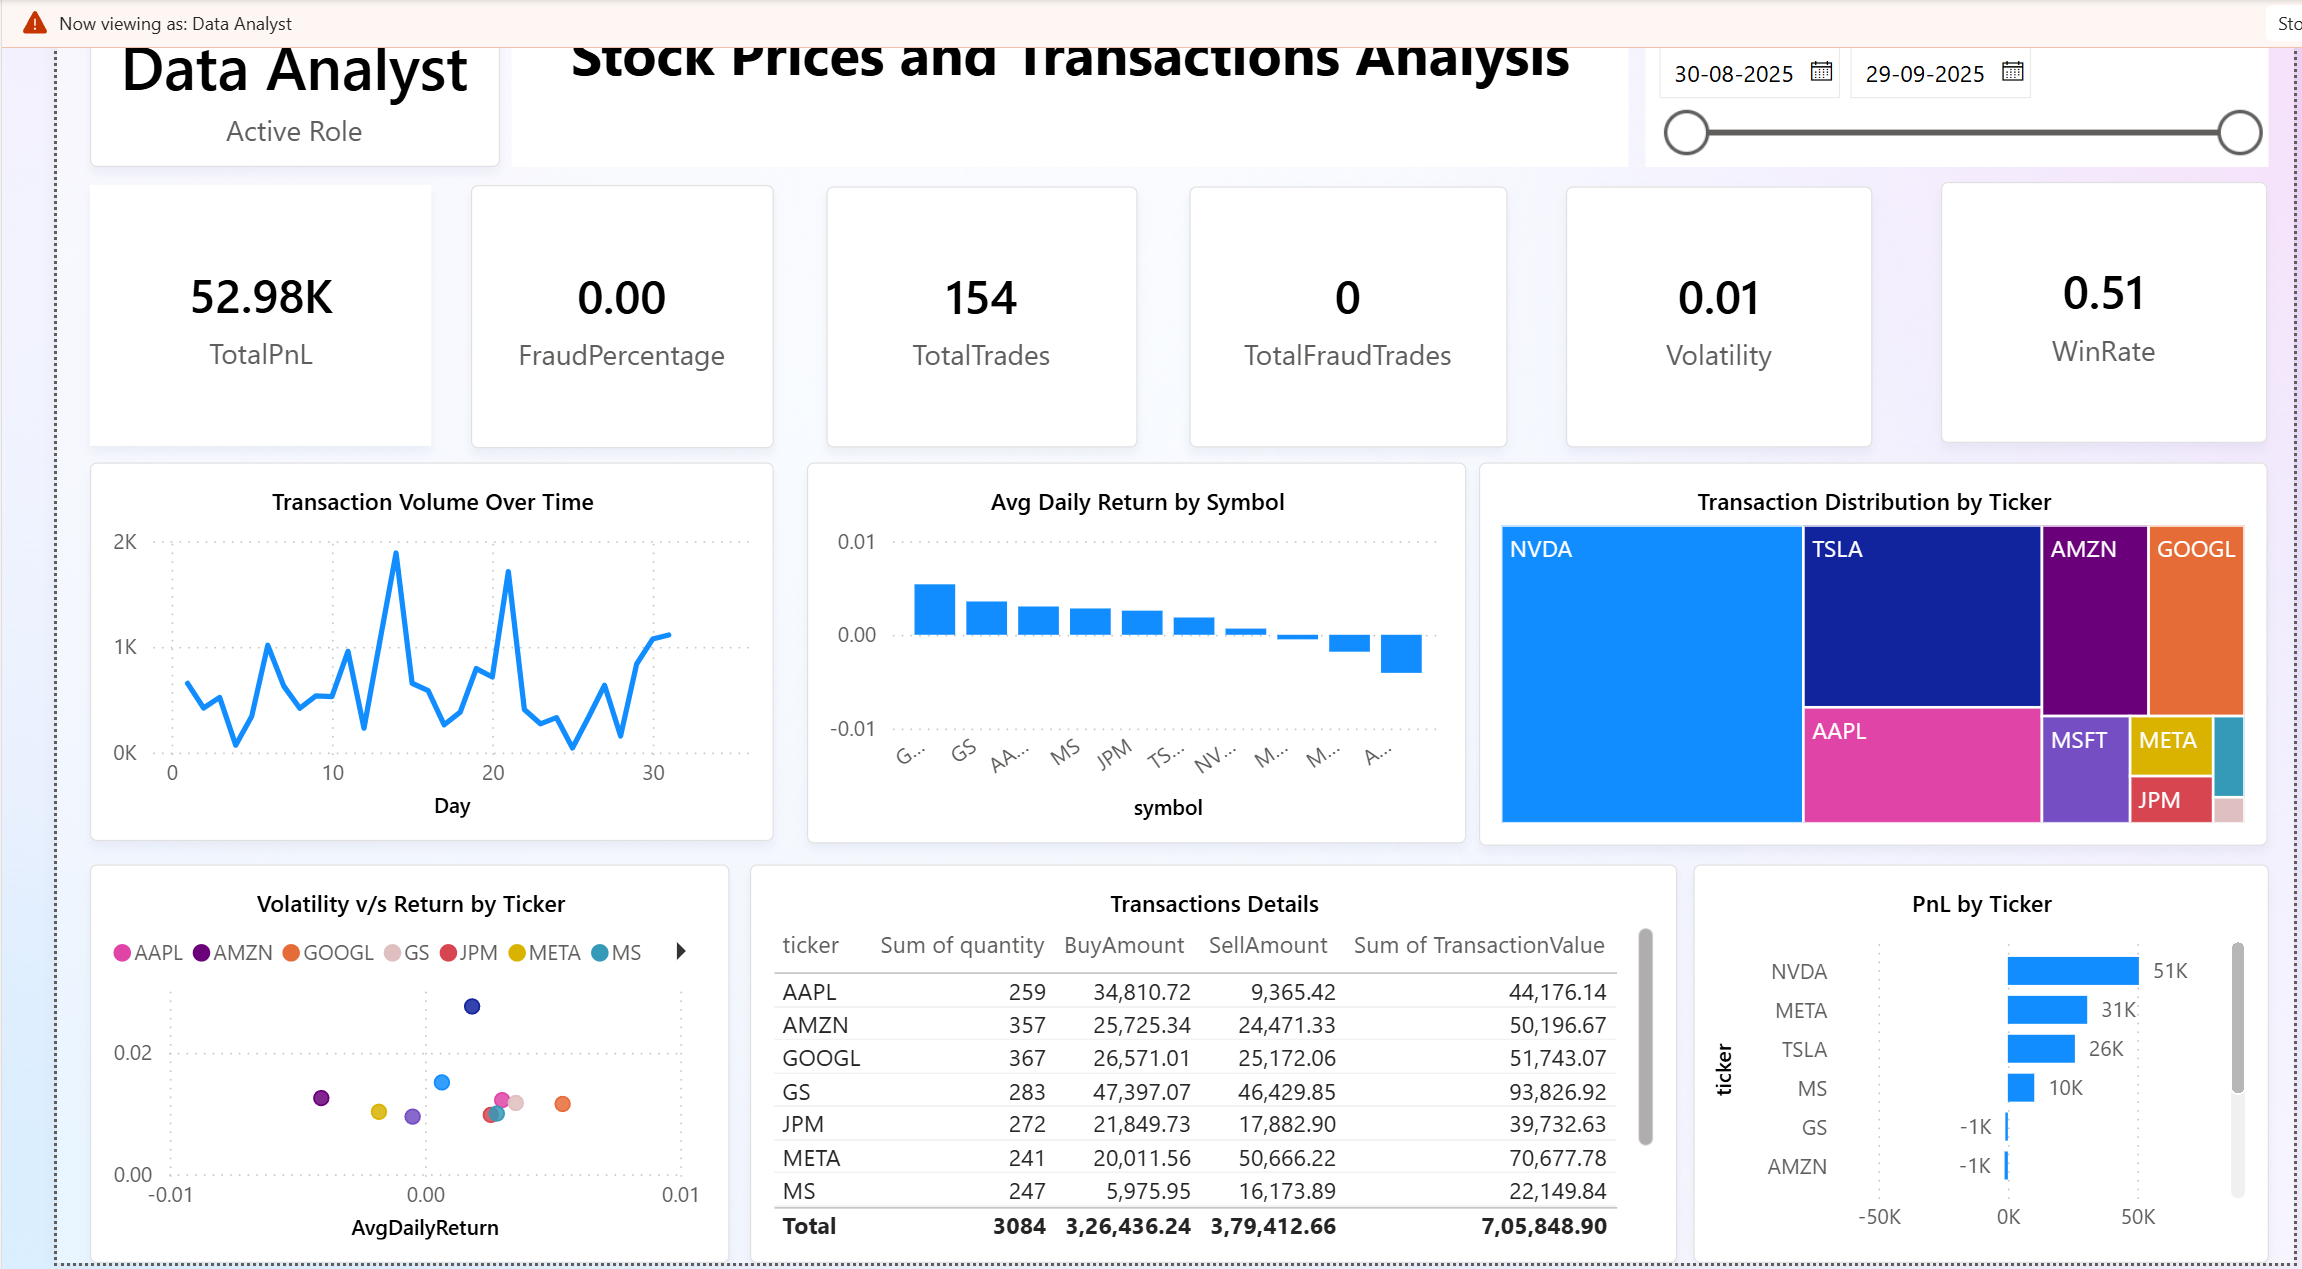 Now viewing as: Data Analyst
Sto
Data Analyst
Active Role
Stock Prices and Transactions Analysis
30-08-2025
29-09-2025
52.98K
TotalPnL
0.00
FraudPercentage
154
TotalTrades
0
TotalFraudTrades
0.01
Volatility
0.51
WinRate
Transaction Volume Over Time
2K
1K
0K
0 10 20 30
Day
Avg Daily Return by Symbol
0.01
0.00
-0.01
G... GS AA... MS JPM TS... NV... M... M... A...
symbol
Transaction Distribution by Ticker
NVDA
TSLA
AMZN
GOOGL
AAPL
MSFT
META
JPM
Volatility v/s Return by Ticker
AAPL AMZN GOOGL GS JPM META MS
0.02
0.00
-0.01 0.00 0.01
AvgDailyReturn
Transactions Details
ticker Sum of quantity BuyAmount SellAmount Sum of TransactionValue
AAPL 259 34,810.72 9,365.42 44,176.14
AMZN 357 25,725.34 24,471.33 50,196.67
GOOGL 367 26,571.01 25,172.06 51,743.07
GS 283 47,397.07 46,429.85 93,826.92
JPM 272 21,849.73 17,882.90 39,732.63
META 241 20,011.56 50,666.22 70,677.78
MS 247 5,975.95 16,173.89 22,149.84
Total 3084 3,26,436.24 3,79,412.66 7,05,848.90
PnL by Ticker
ticker
NVDA 51K
META 31K
TSLA 26K
MS 10K
GS -1K
AMZN -1K
-50K 0K 50K